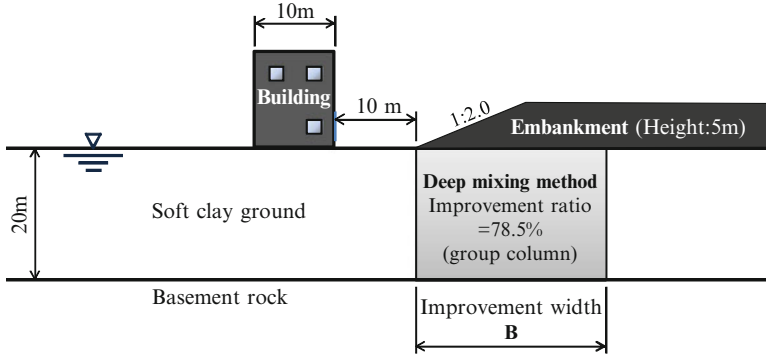 10m
Building
10 m
1:2.0
Embankment (Height:5m)
20m
Soft clay ground
Deep mixing method
Improvement ratio
=78.5%
(group column)
Basement rock
Improvement width
B